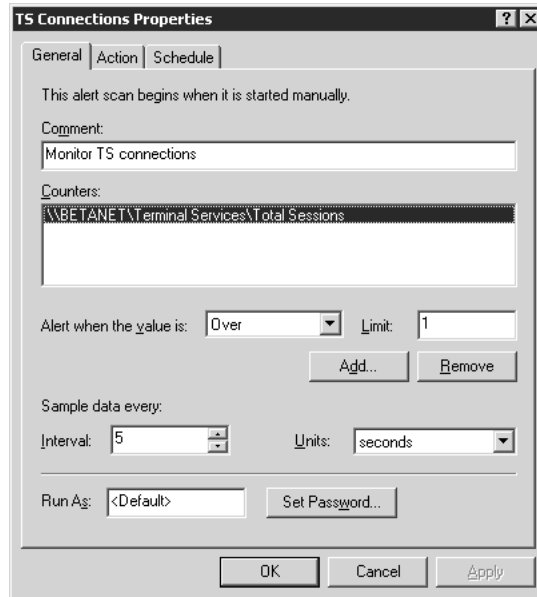 TS Connections Properties
General Action Schedule
This alert scan begins when it is started manually.
Comment:
Monitor TS connections
Counters:
\\BETANET\Terminal Services\Total Sessions
Alert when the value is: Over Limit: 1
Add... Remove
Sample data every:
Interval: 5 Units: seconds
Run As: <Default> Set Password...
OK Cancel Apply